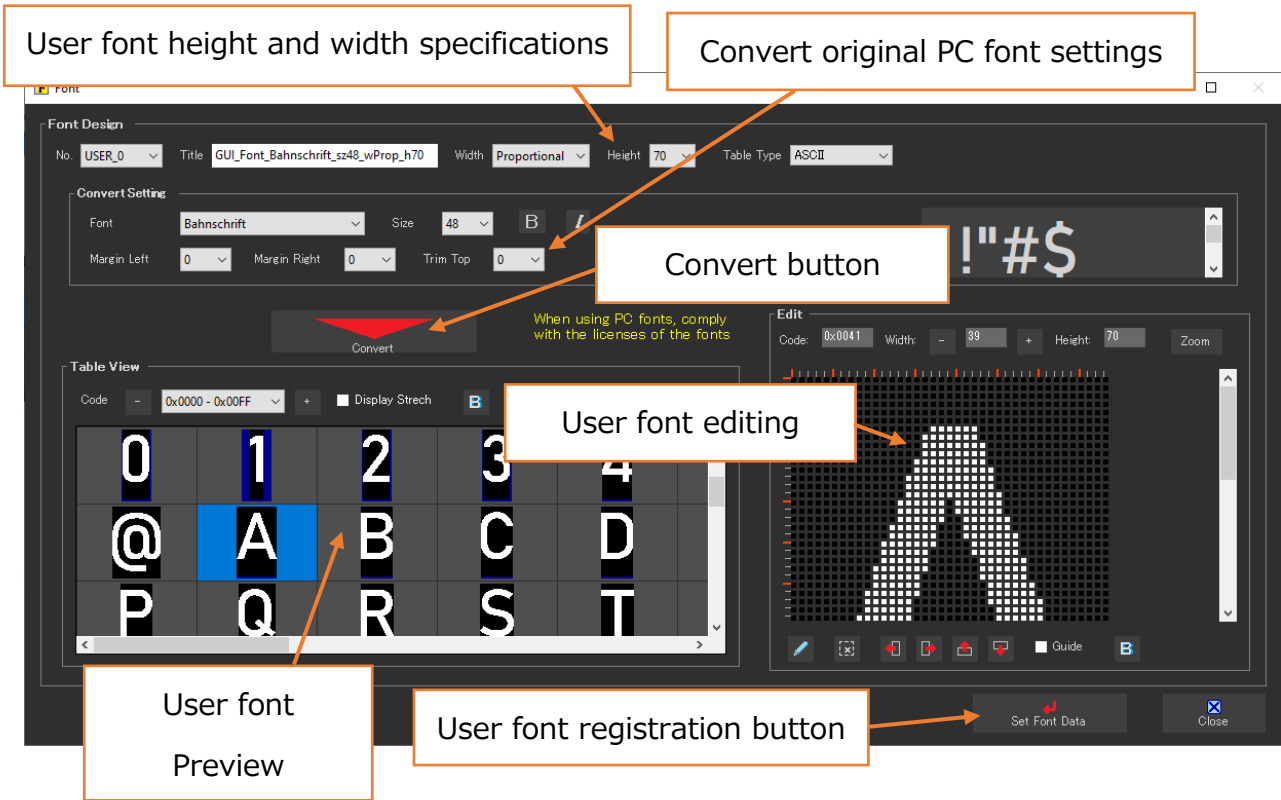 User font height and width specifications
Convert original PC font settings
Font
Font Design
No. USER_0 Title GUI_Font_Bahnschrift_sz48_wProp_h70 Width Proportional Height 70 Table Type ASCII
Convert Setting
Font Bahnschrift Size 48 B I
!"#$
Margin Left 0 Margin Right 0 Trim Top 0
Convert button
Convert
When using PC fonts, comply
with the licenses of the fonts
Edit
Code: 0x0041 Width: - 39 + Height: 70 Zoom
Table View
Code - 0x0000 - 0x00FF + Display Strech B
User font editing
0 1 2 3 4
@ A B C D
P Q R S T
Guide B
User font
Preview
User font registration button
Set Font Data
Close